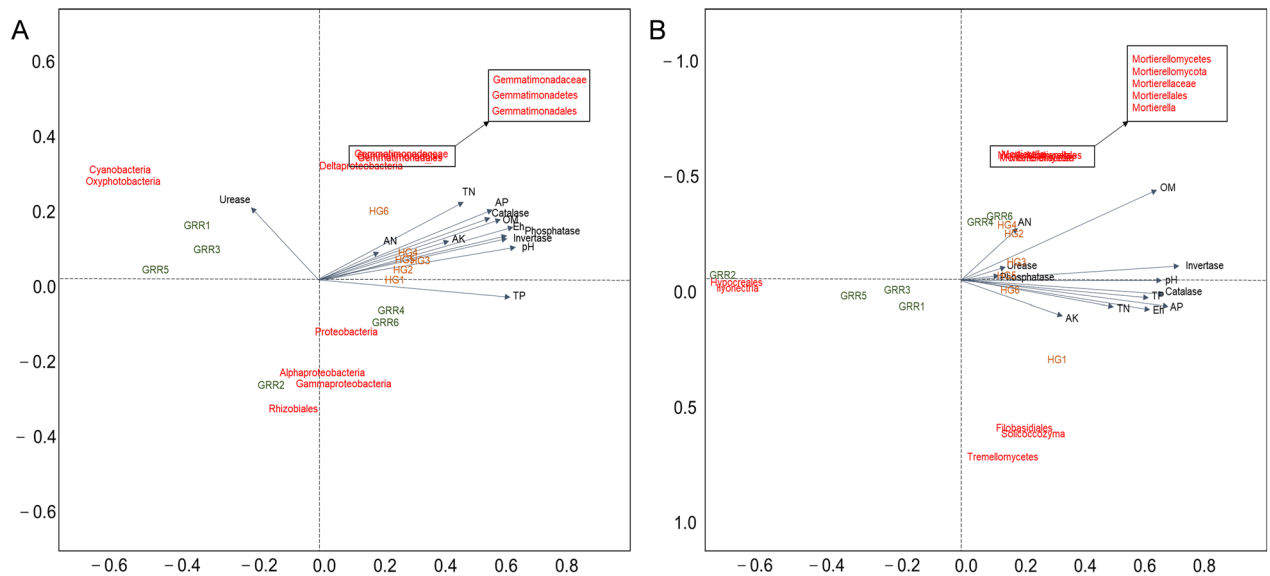 A
0.6
0.4
0.2
0.0
− 0.2
− 0.4
− 0.6
− 0.6
− 0.4
− 0.2
0.0
0.2
0.4
0.6
0.8
Gemmatimonadaceae
Gemmatimonadetes
Gemmatimonadales
Gemmatimonadaceae
Gemmatimonadales
Deltaproteobacteria
Cyanobacteria
Oxyphotobacteria
Urease
TN
AP
Catalase
OM
Eh
Phosphatase
Invertase
pH
AK
AN
TP
HG6
HG4
HG3
HG2
HG1
GRR1
GRR3
GRR5
GRR4
GRR6
GRR2
Proteobacteria
Alphaproteobacteria
Gammaproteobacteria
Rhizobiales
B
− 1.0
− 0.5
0.0
0.5
1.0
− 0.6
− 0.4
− 0.2
0.0
0.2
0.4
0.6
0.8
Mortierellomycetes
Mortierellomycota
Mortierellaceae
Mortierellales
Mortierella
OM
GRR6
GRR4
AN
HG4
HG2
HG3
Urease
Phosphatase
HG6
Invertase
pH
Catalase
TP
AP
Eh
TN
AK
GRR2
Hypocreales
Ilyonectria
GRR5
GRR3
GRR1
HG1
Filobasidiales
Solicoccozyma
Tremellomycetes